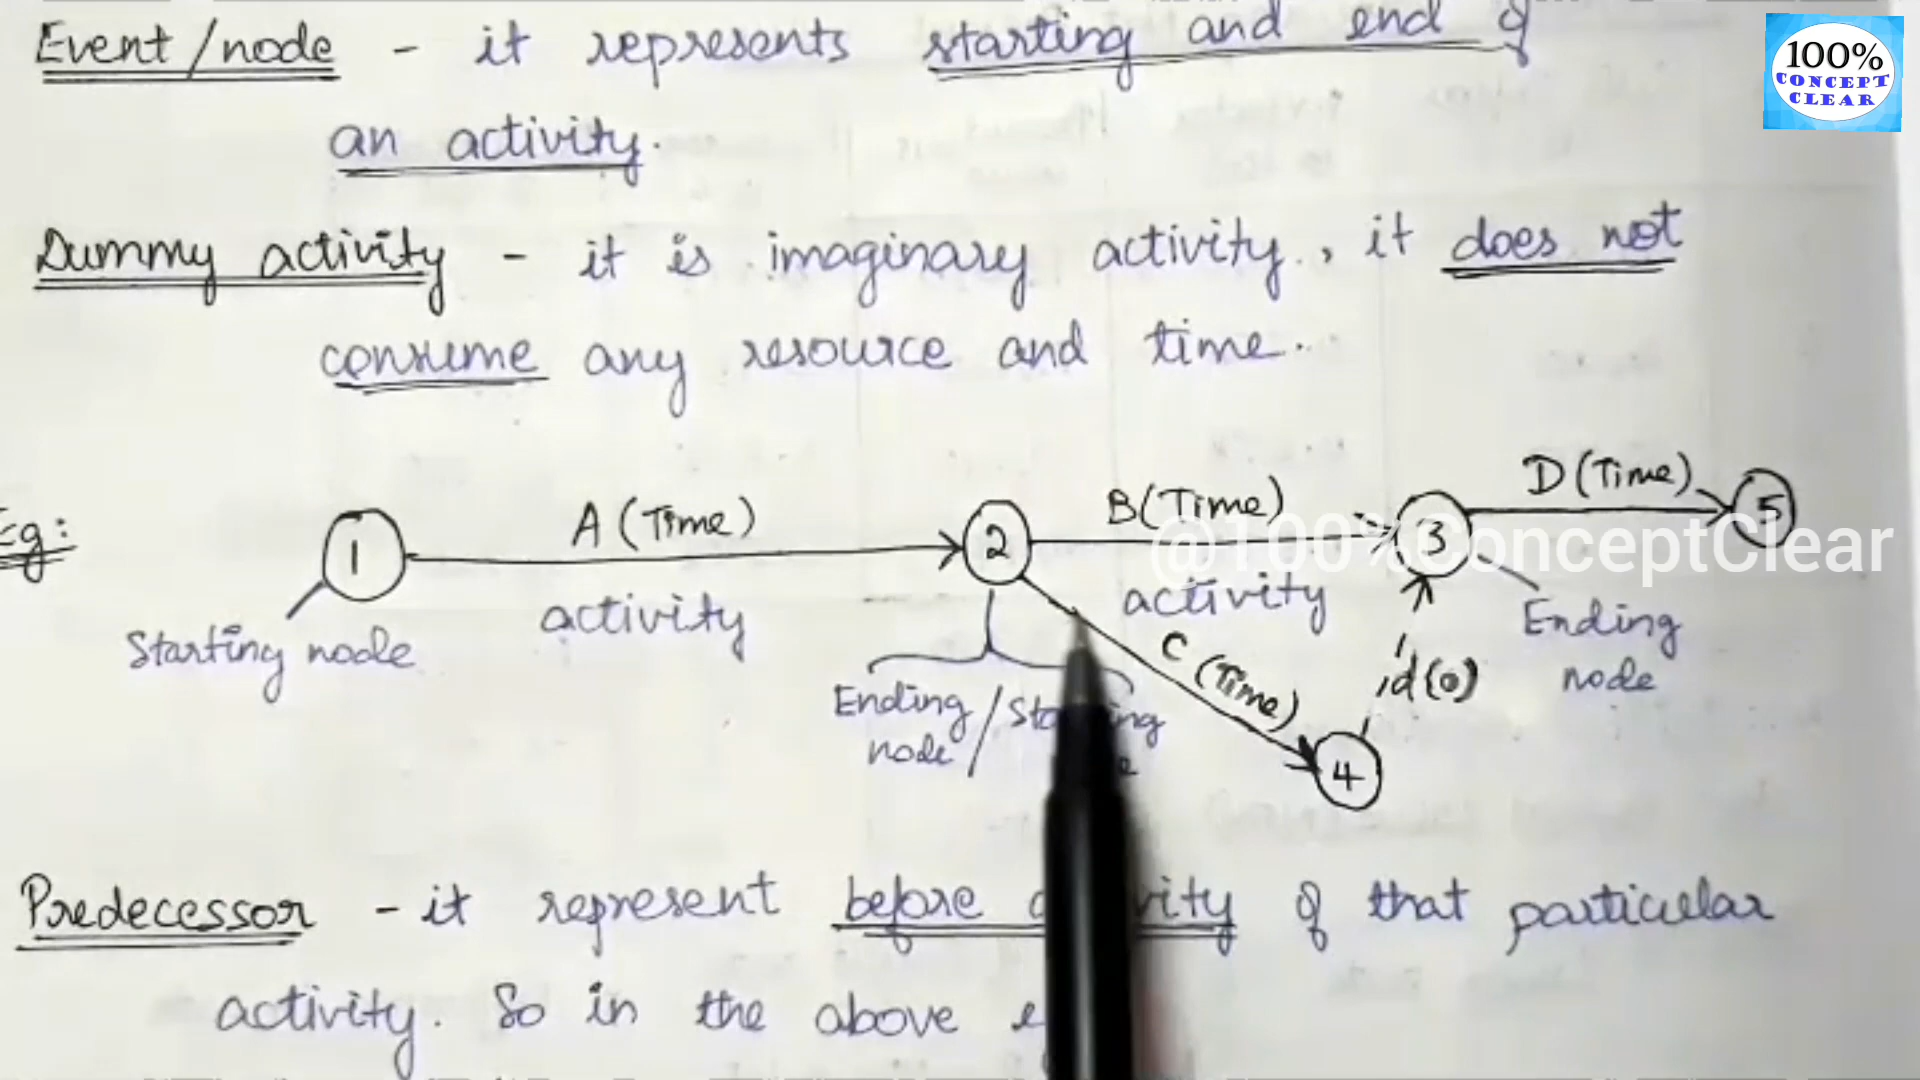 Event/node - it represents starting and end of
an activity.
100%
CONCEPT
CLEAR
Dummy activity - it is imaginary activity, it does not
consume any resource and time.
Eg:
1
A (Time)
activity
2
B(Time)
activity
3
D (Time)
5
@100%ConceptClear
Starting node
Ending node /
C (Time)
id(0)
4
Ending node
Predecessor - it represent before of that particular
activity. So in the above